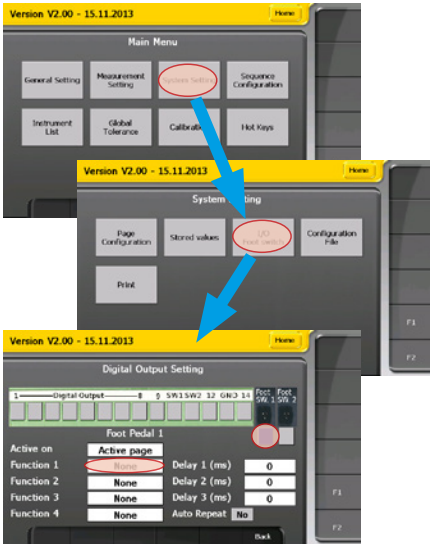 Version V2.00 - 15.11.2013 Home
Main Menu
General Setting Measurement Setting System Setting Sequence Configuration
Instrument List Global Tolerance Calibration Hot Keys
Version V2.00 - 15.11.2013 Home
System Setting
Page Configuration Stored values I/O Foot switch Configuration File
Print
F1
F2
Version V2.00 - 15.11.2013 Home
Digital Output Setting
1 Digital Output 8 9 SW1 SW2 12 GND 14 Foot SW. 1 Foot SW. 2
Foot Pedal 1
Active on Active page
Function 1 None Delay 1 (ms) 0
Function 2 None Delay 2 (ms) 0
Function 3 None Delay 3 (ms) 0
Function 4 None Auto Repeat No
F1
F2
Back